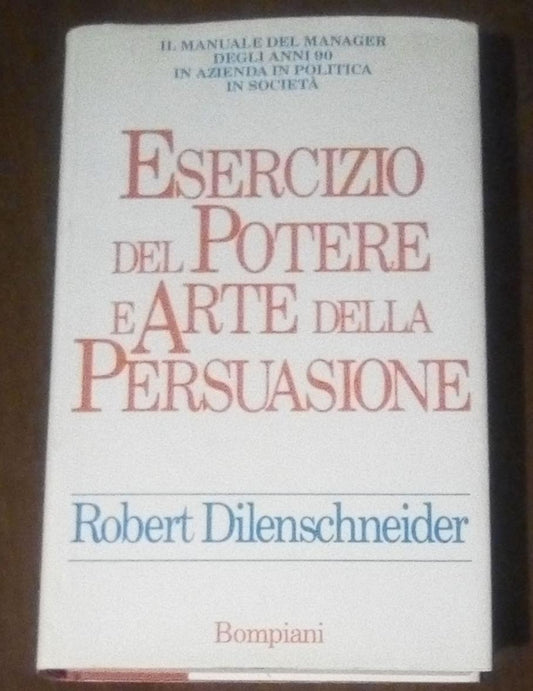 IL MANUALE DEL MANAGER
DEGLI ANNI 90
IN AZIENDA IN POLITICA
IN SOCIETÀ
ESERCIZIO
DEL POTERE
E ARTE DELLA
PERSUASIONE
Robert Dilenschneider
Bompiani